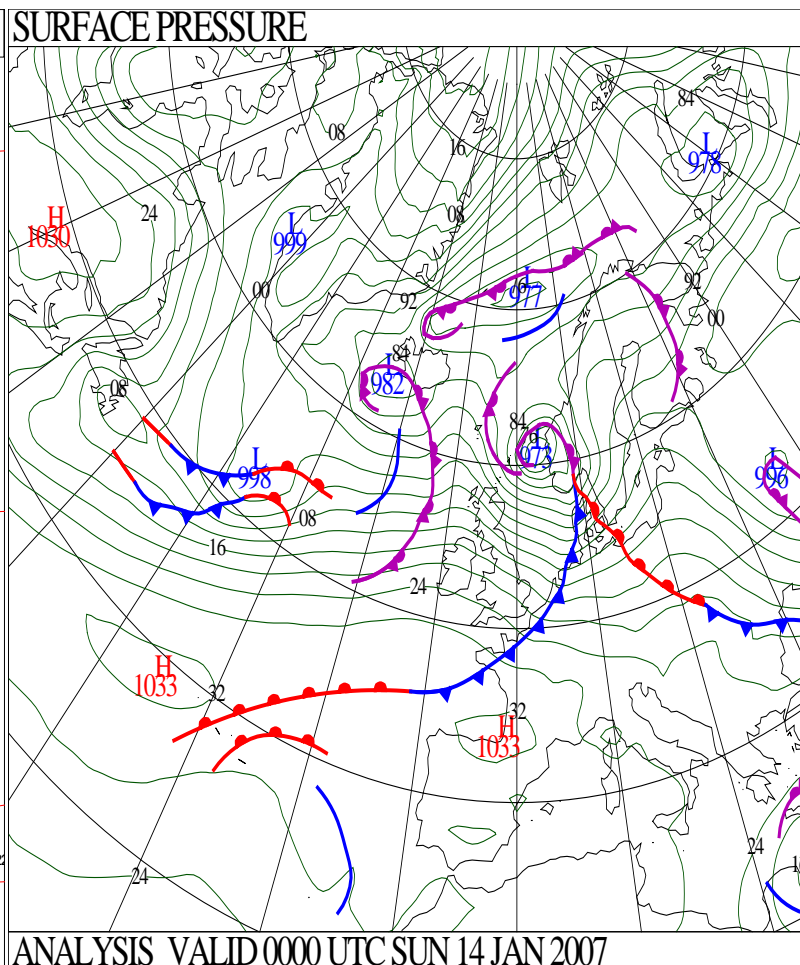 SURFACE PRESSURE
84
08
L
978
16
H
1030
24
08
L
999
L
977
92
00
92
00
84
L
982
08
84
L
973
L
998
L
996
08
16
24
H
1033
32
32
H
1033
24
24
ANALYSIS VALID 0000 UTC SUN 14 JAN 2007